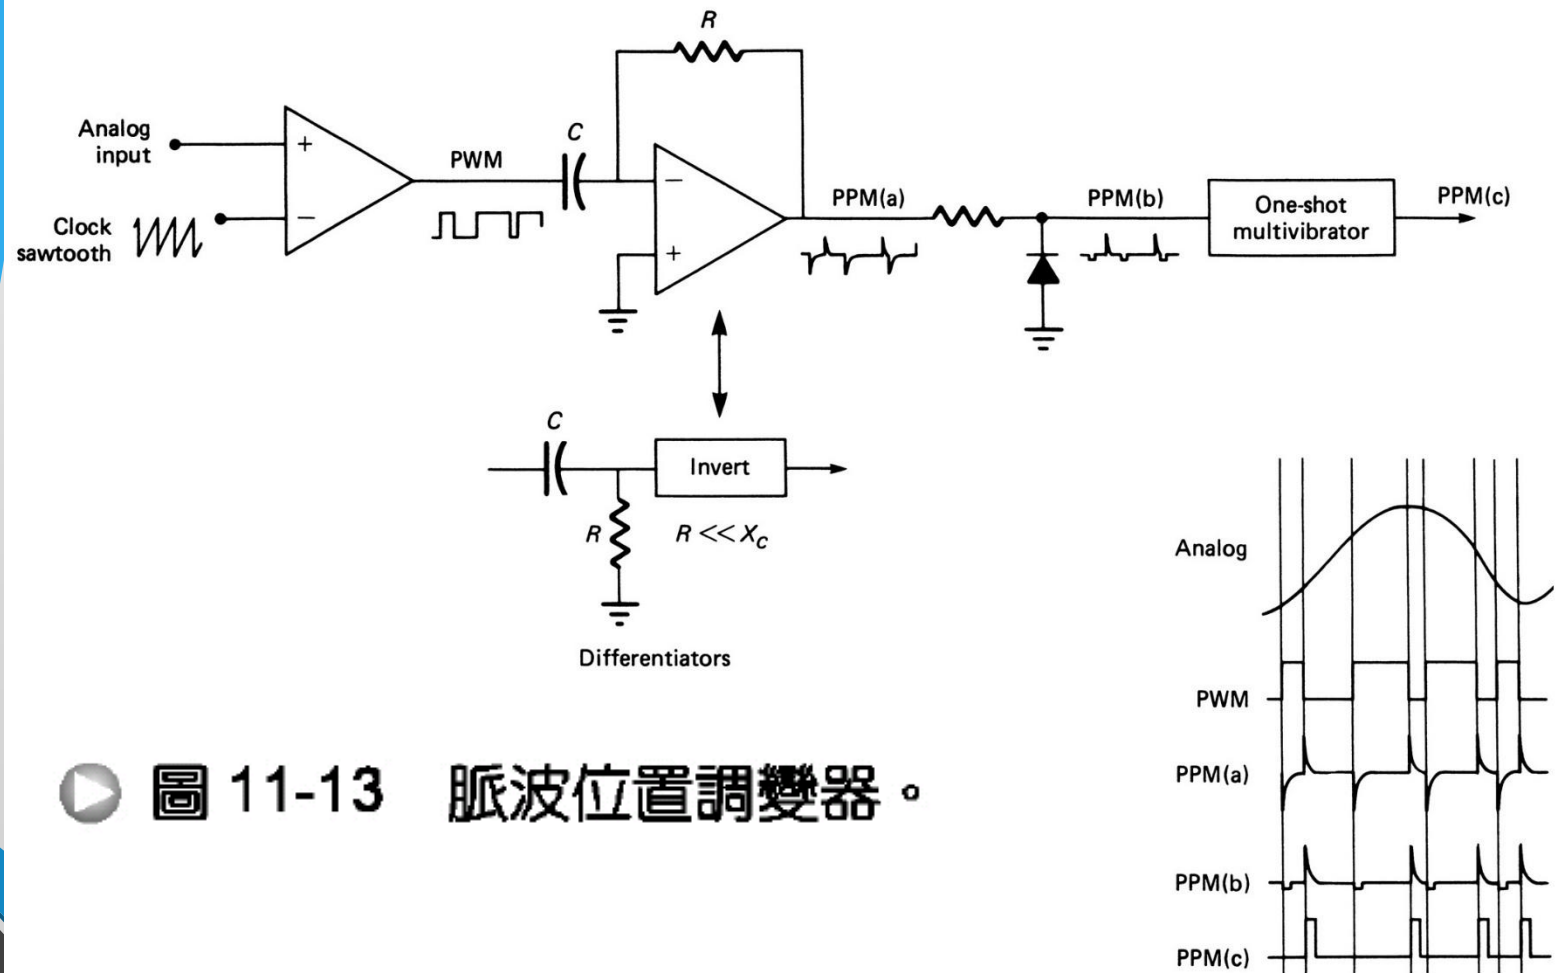 R
Analog
input
+
−
Clock
sawtooth
PWM
C
−
+
PPM(a)
PPM(b)
One-shot
multivibrator
PPM(c)
C
Invert
R
R << Xc
Differentiators
Analog
PWM
PPM(a)
PPM(b)
PPM(c)
圖 11-13 脈波位置調變器。